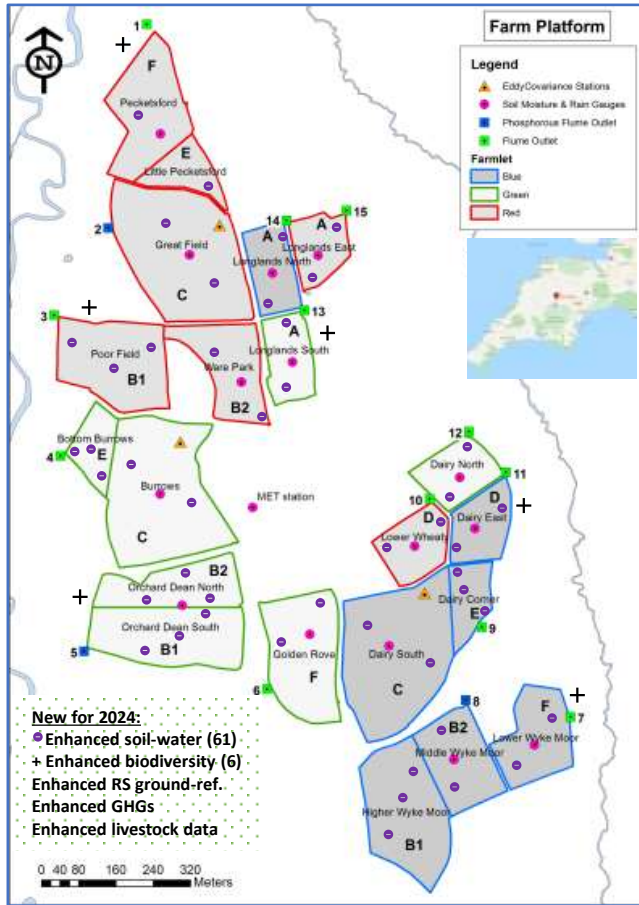 Farm Platform
Legend
EddyCovariance Stations
Soil Moisture & Rain Gauges
Phosphorous Flume Outlet
Flume Outlet
Farmlet
Blue
Green
Red
N
1
F
Pecketsford
E
Little Pecketsford
2
Great Field
C
14
A
Longlands North
15
A
Longlands East
13
A
Longlands South
3
Poor Field
B1
Ware Park
B2
Bottom Burrows
4
E
Burrows
C
MET station
12
Dairy North
11
10
D
Lower Wheaty
D
Dairy East
B2
Orchard Dean North
Orchard Dean South
5
B1
Golden Rove
6
F
Dairy South
C
Dairy Corner
E
9
8
B2
Middle Wyke Moor
F
7
Lower Wyke Moor
Higher Wyke Moor
B1
New for 2024:
Enhanced soil-water (61)
+ Enhanced biodiversity (6)
Enhanced RS ground-ref.
Enhanced GHGs
Enhanced livestock data
0 40 80 160 240 320
Meters